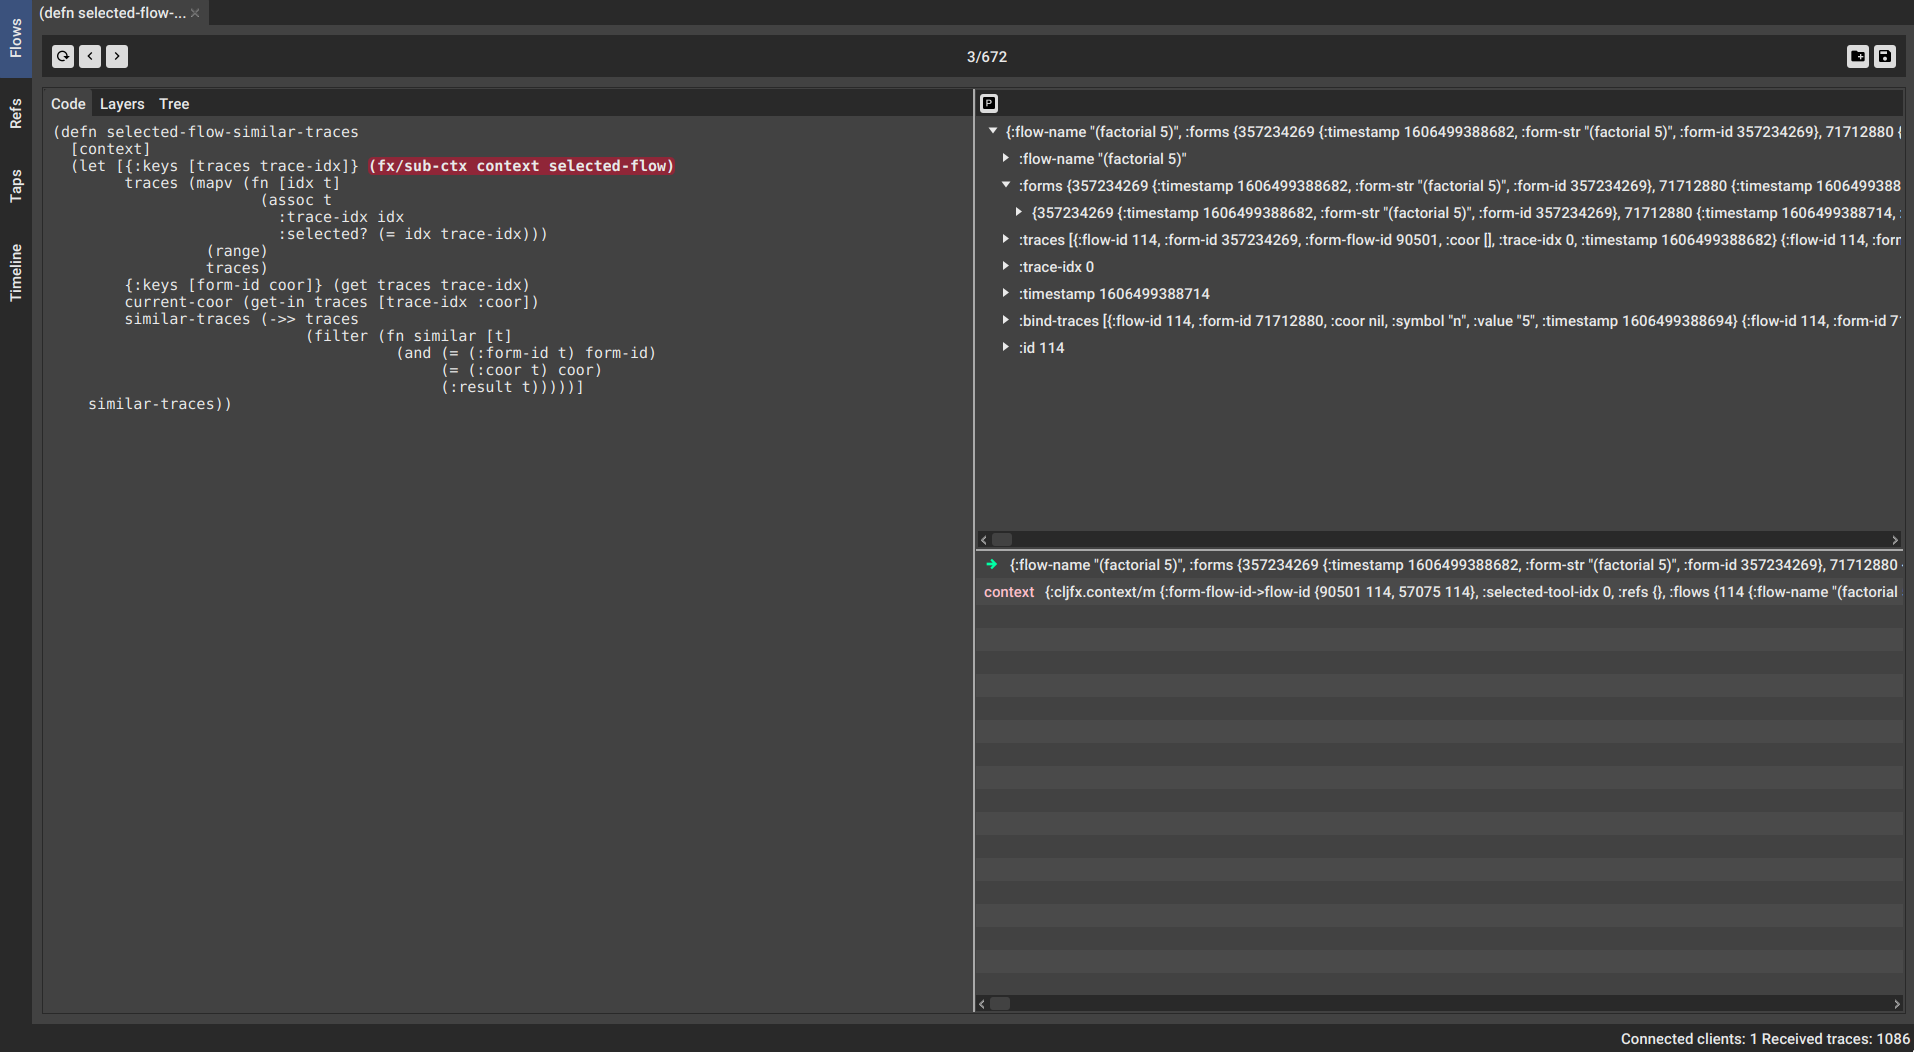 (defn selected-flow-...
Flows
Refs
Taps
Timeline
3/672
Code Layers Tree
(defn selected-flow-similar-traces
  [context]
  (let [{:keys [traces trace-idx]} (fx/sub-ctx context selected-flow)
        traces (mapv (fn [idx t]
                       (assoc t
                         :trace-idx idx
                         :selected? (= idx trace-idx)))
                 (range)
                 traces)
        {:keys [form-id coor]} (get traces trace-idx)
        current-coor (get-in traces [trace-idx :coor])
        similar-traces (->> traces
                            (filter (fn similar [t]
                                      (and (= (:form-id t) form-id)
                                           (= (:coor t) coor)
                                           (:result t)))))]
    similar-traces))
P
{:flow-name "(factorial 5)", :forms {357234269 {:timestamp 1606499388682, :form-str "(factorial 5)", :form-id 357234269}, 71712880 {
:flow-name "(factorial 5)"
:forms {357234269 {:timestamp 1606499388682, :form-str "(factorial 5)", :form-id 357234269}, 71712880 {:timestamp 1606499388
{357234269 {:timestamp 1606499388682, :form-str "(factorial 5)", :form-id 357234269}, 71712880 {:timestamp 1606499388714, :
:traces [{:flow-id 114, :form-id 357234269, :form-flow-id 90501, :coor [], :trace-idx 0, :timestamp 1606499388682} {:flow-id 114, :form
:trace-idx 0
:timestamp 1606499388714
:bind-traces [{:flow-id 114, :form-id 71712880, :coor nil, :symbol "n", :value "5", :timestamp 1606499388694} {:flow-id 114, :form-id 7
:id 114
{:flow-name "(factorial 5)", :forms {357234269 {:timestamp 1606499388682, :form-str "(factorial 5)", :form-id 357234269}, 71712880
context {:cljfx.context/m {:form-flow-id->flow-id {90501 114, 57075 114}, :selected-tool-idx 0, :refs {}, :flows {114 {:flow-name "(factorial
Connected clients: 1 Received traces: 1086